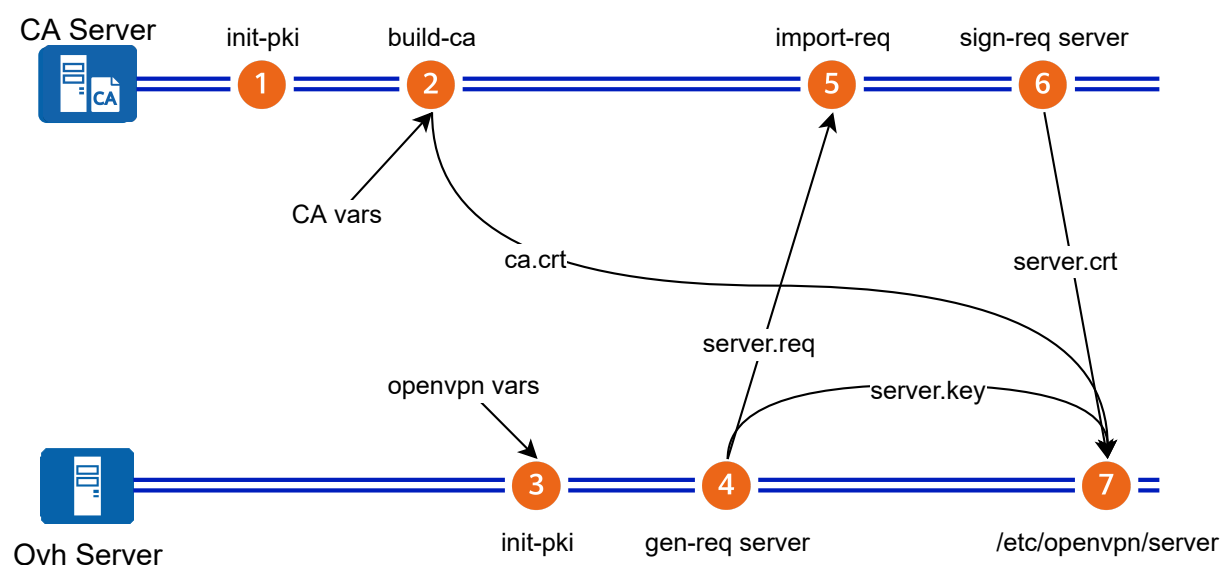 CA Server
init-pki
build-ca
import-req
sign-req server
1
2
5
6
CA
CA vars
ca.crt
server.crt
server.req
openvpn vars
server.key
3
4
7
init-pki
gen-req server
/etc/openvpn/server
Ovh Server